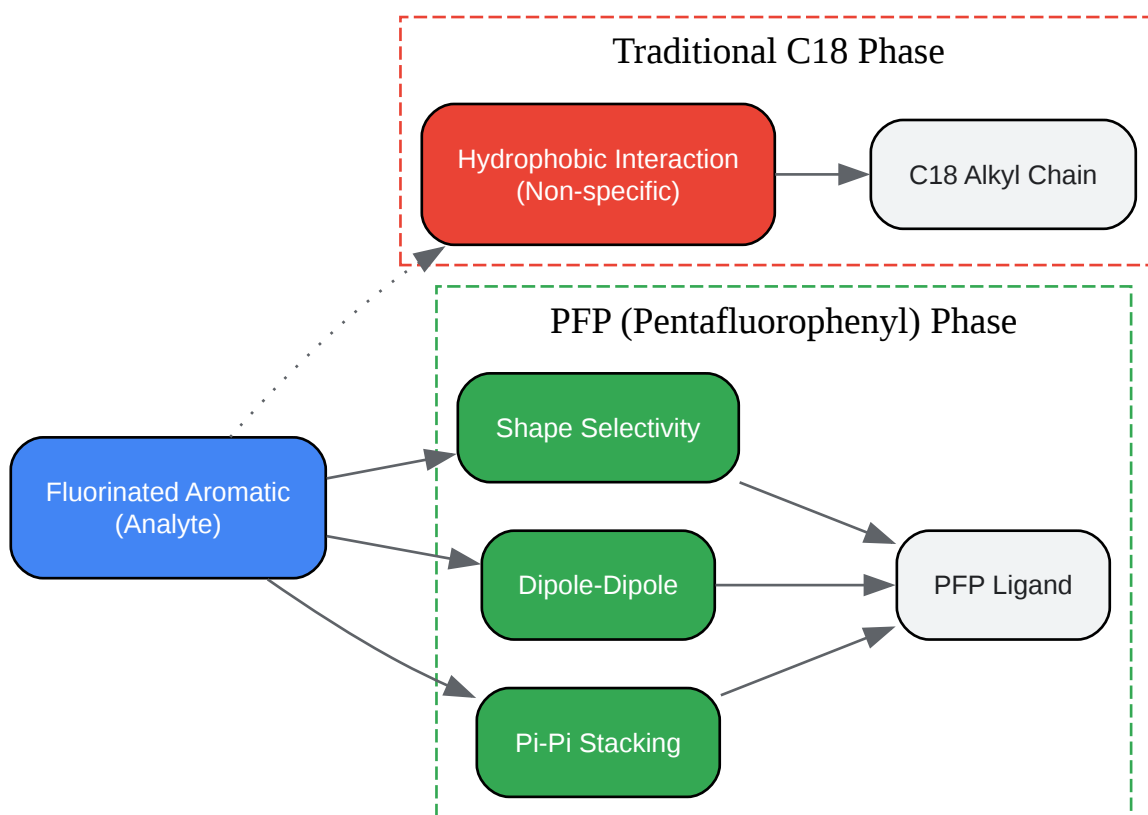 Traditional C18 Phase
Hydrophobic Interaction
(Non-specific)
C18 Alkyl Chain
PFP (Pentafluorophenyl) Phase
Shape Selectivity
Fluorinated Aromatic
(Analyte)
Dipole-Dipole
PFP Ligand
Pi-Pi Stacking